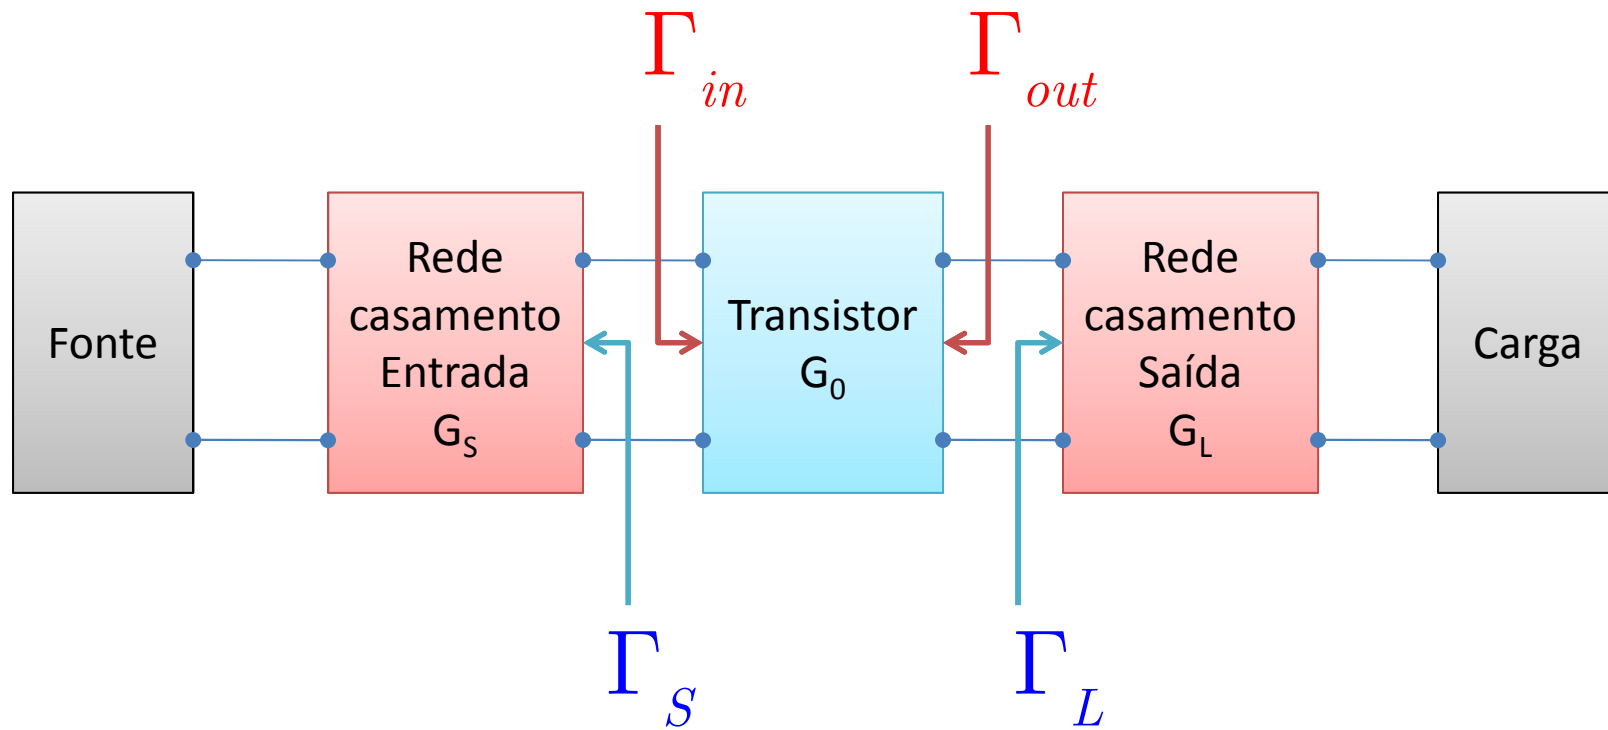 Γin
Γout
Fonte
Rede
casamento
Entrada
GS
Transistor
G0
Rede
casamento
Saída
GL
Carga
ΓS
ΓL